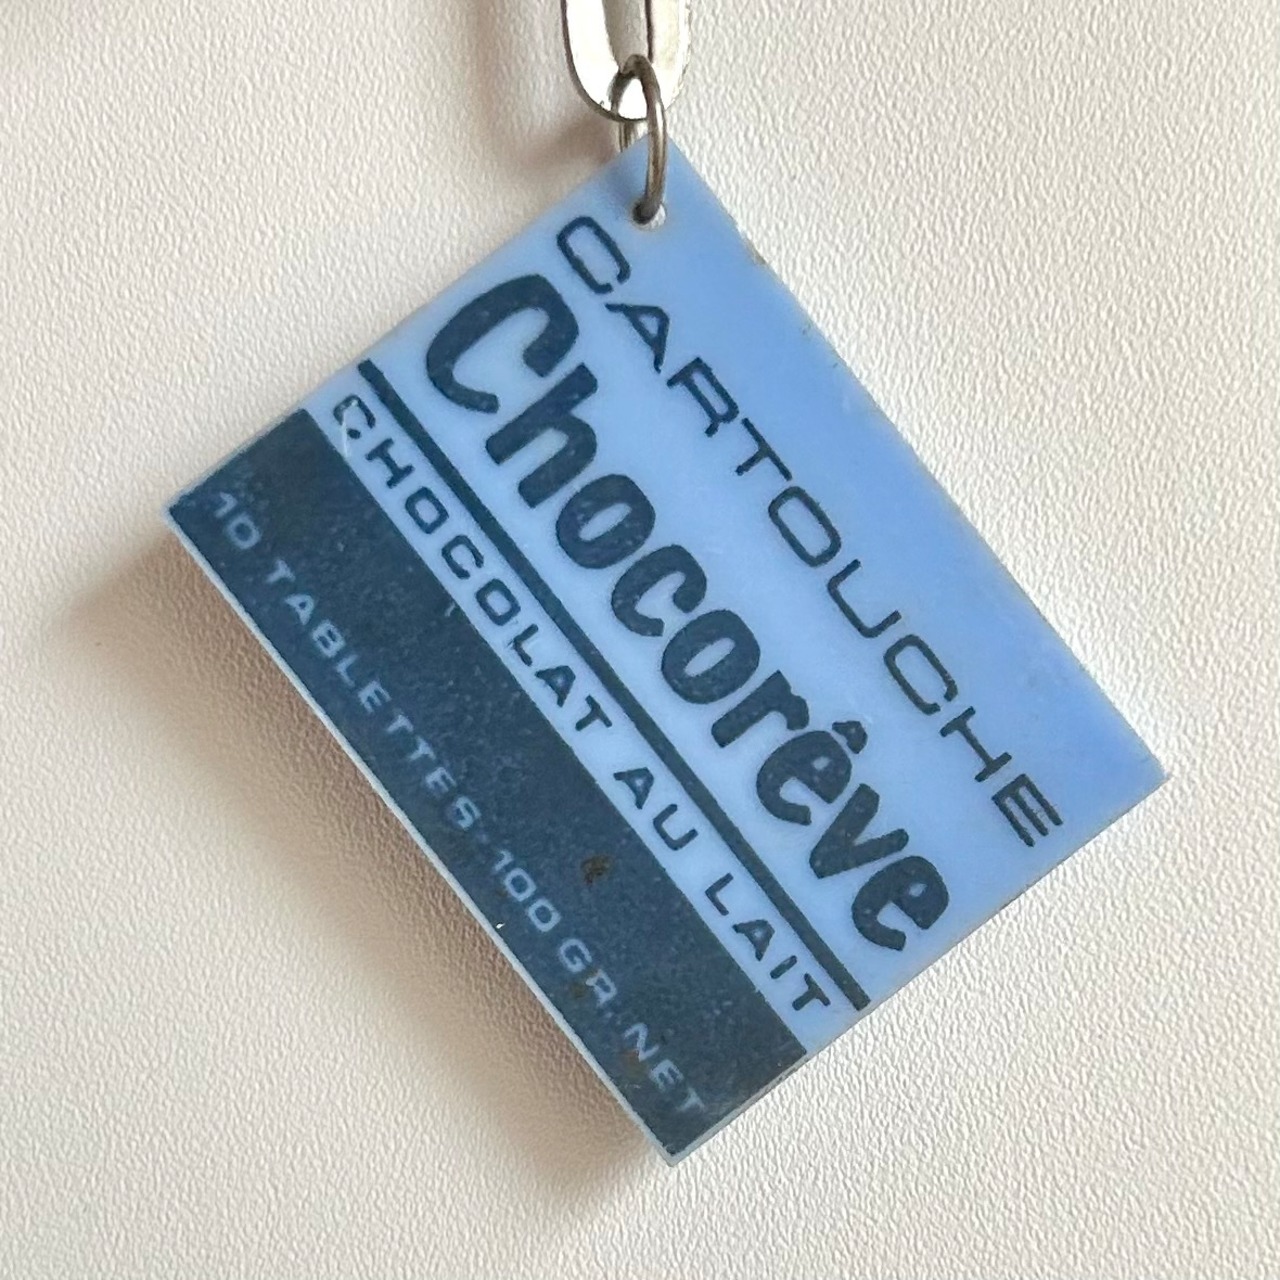 CARTOUCHE
Chocorêve
CHOCOLAT AU LAIT
10 TABLETTES-100 GR. NET